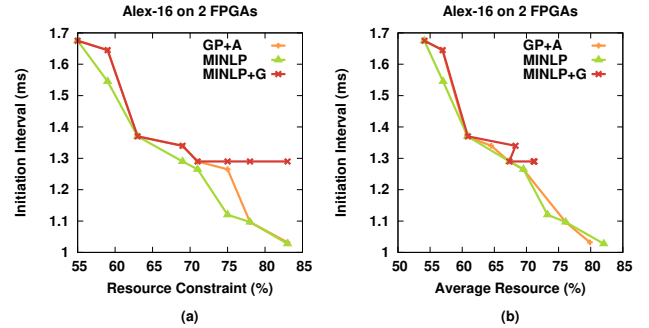 Alex-16 on 2 FPGAs
1.7
1.6
1.5
1.4
1.3
1.2
1.1
1
Initiation Interval (ms)
GP+A
MINLP
MINLP+G
55 60 65 70 75 80 85
Resource Constraint (%)
(a)
Alex-16 on 2 FPGAs
1.7
1.6
1.5
1.4
1.3
1.2
1.1
1
Initiation Interval (ms)
GP+A
MINLP
MINLP+G
50 55 60 65 70 75 80 85
Average Resource (%)
(b)